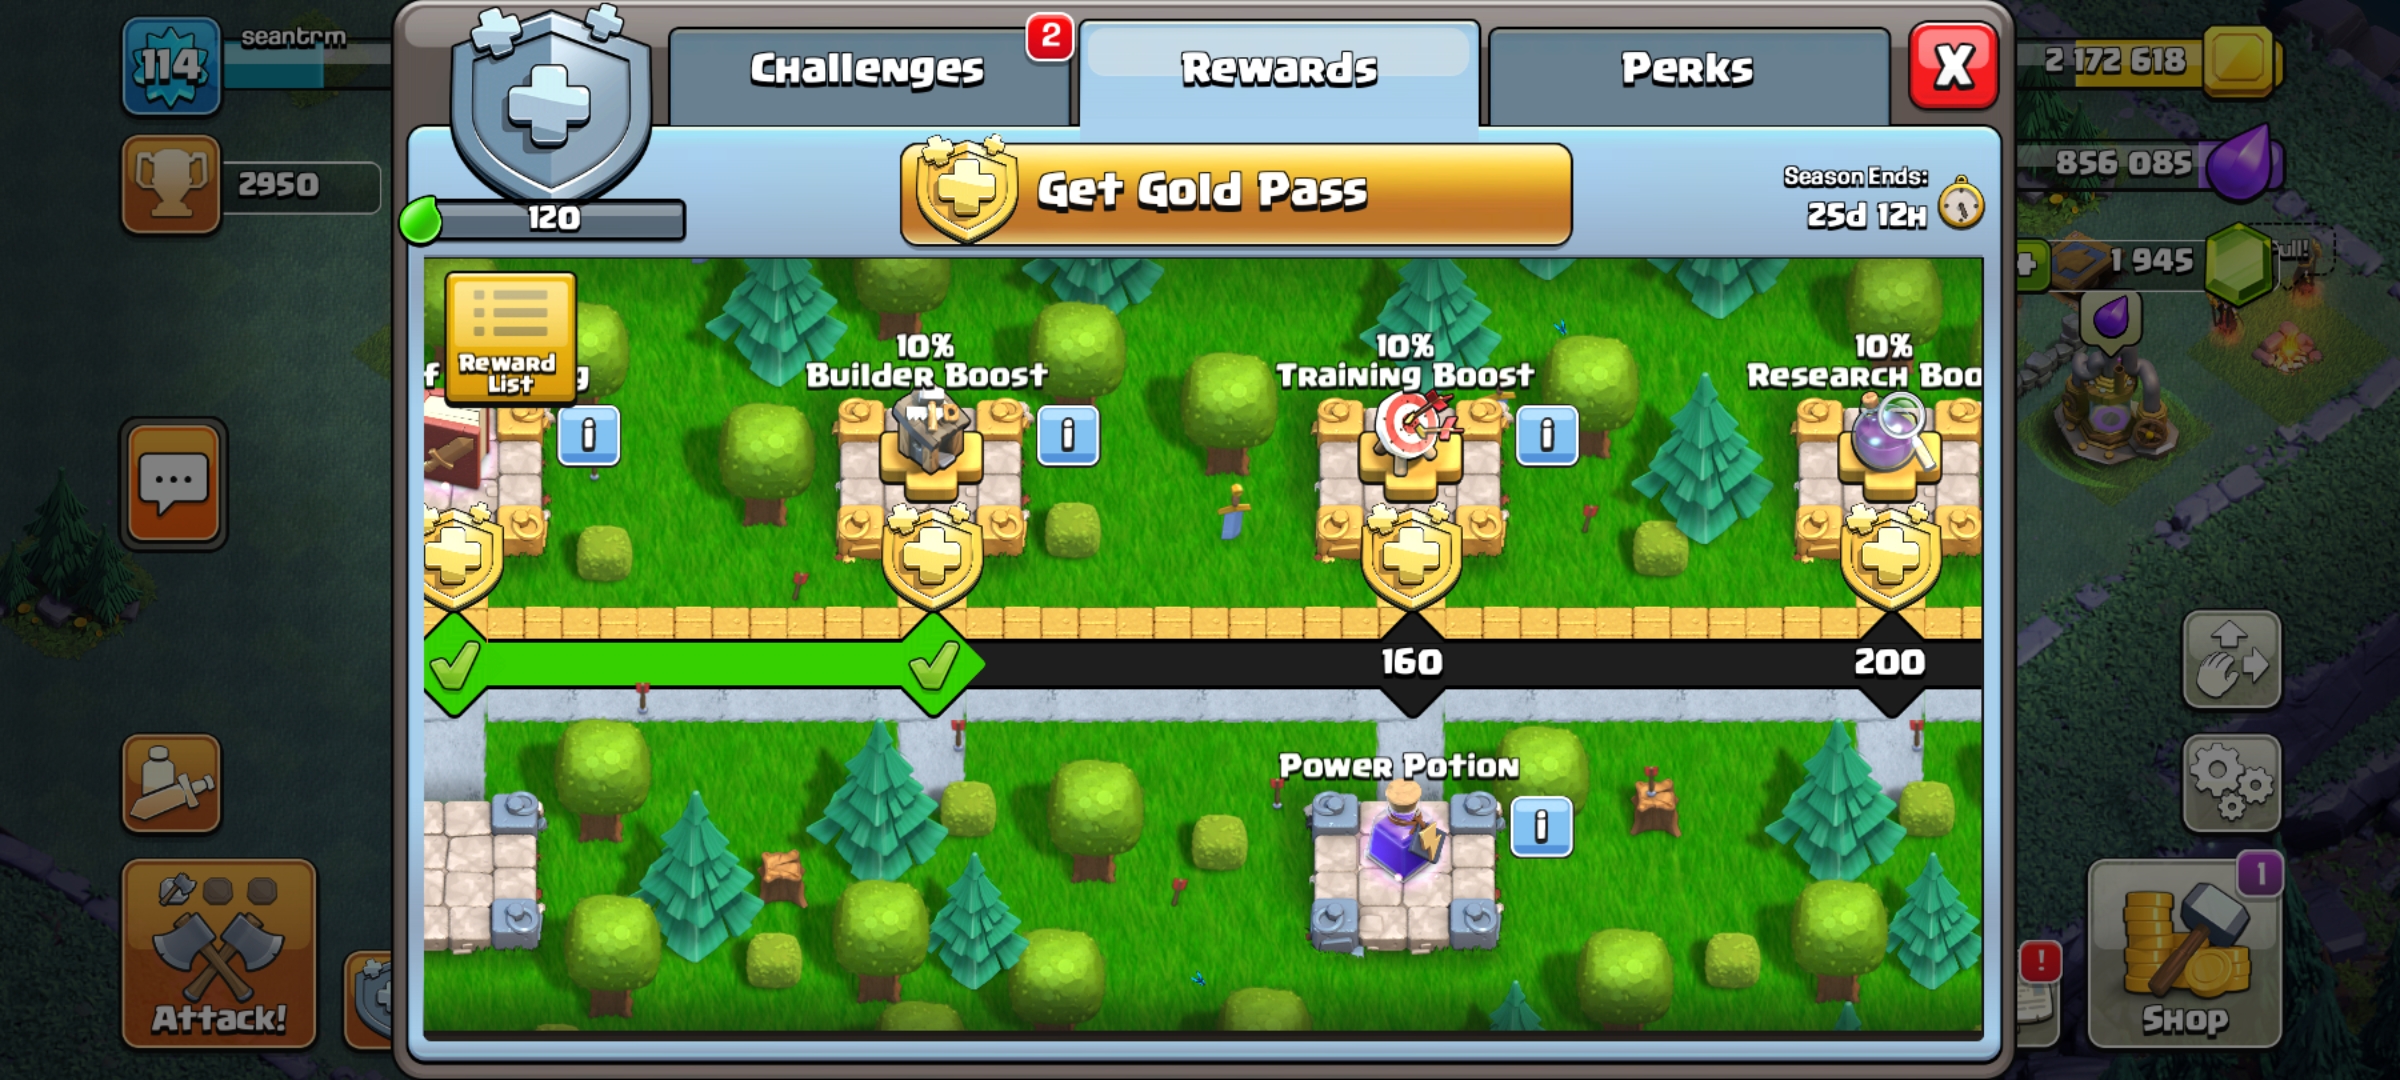 114
seantrm
2950
2
Challenges
Rewards
Perks
X
2 172 618
856 085
1 945
120
Get Gold Pass
Season Ends:
25d 12H
Reward
List
10%
Builder Boost
10%
Training Boost
10%
Research Boo
160
200
Power Potion
Attack!
1
!
Shop